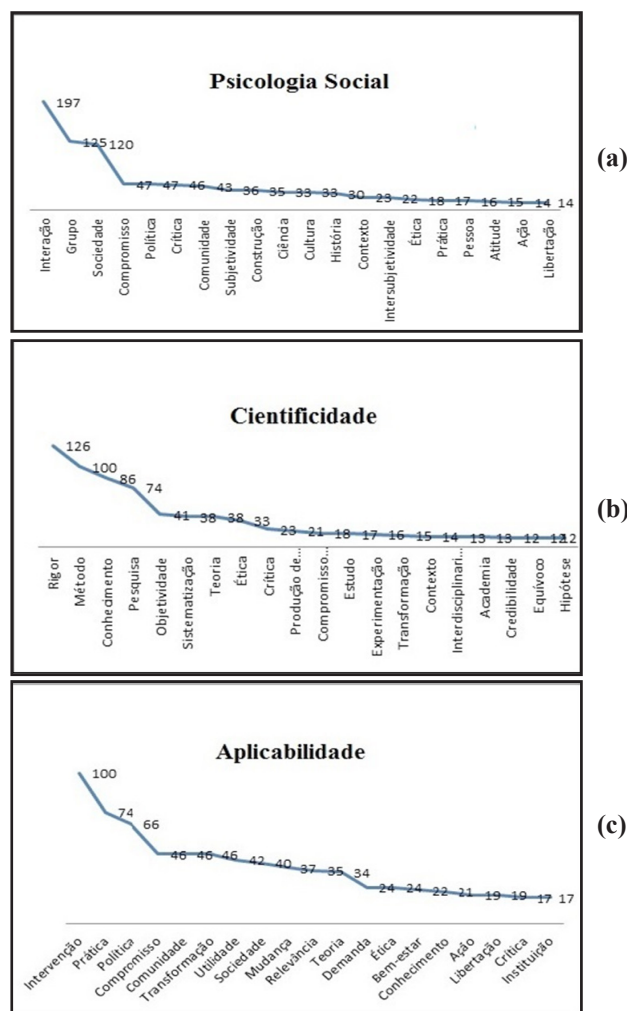 Psicologia Social
197
125
120
47
47
46
43
36
35
33
33
30
23
22
18
17
16
15
14
14
Interação
Grupo
Sociedade
Compromisso
Política
Crítica
Comunidade
Subjetividade
Construção
Ciência
Cultura
História
Contexto
Intersubjetividade
Ética
Prática
Pessoa
Atitude
Ação
Libertação
(a)
Cientificidade
126
100
86
74
41
38
38
33
23
21
18
17
16
15
14
13
13
12
12
12
Rigor
Método
Conhecimento
Pesquisa
Objetividade
Sistematização
Teoria
Ética
Crítica
Produção de...
Compromisso...
Estudo
Experimentação
Transformação
Contexto
Interdisciplinari...
Academia
Credibilidade
Equívoco
Hipótese
(b)
Aplicabilidade
100
74
66
46
46
46
42
40
37
35
34
24
24
22
21
19
19
17
17
Intervenção
Prática
Política
Compromisso
Comunidade
Transformação
Utilidade
Sociedade
Mudança
Relevância
Teoria
Demanda
Ética
Bem-estar
Conhecimento
Ação
Libertação
Crítica
Instituição
(c)